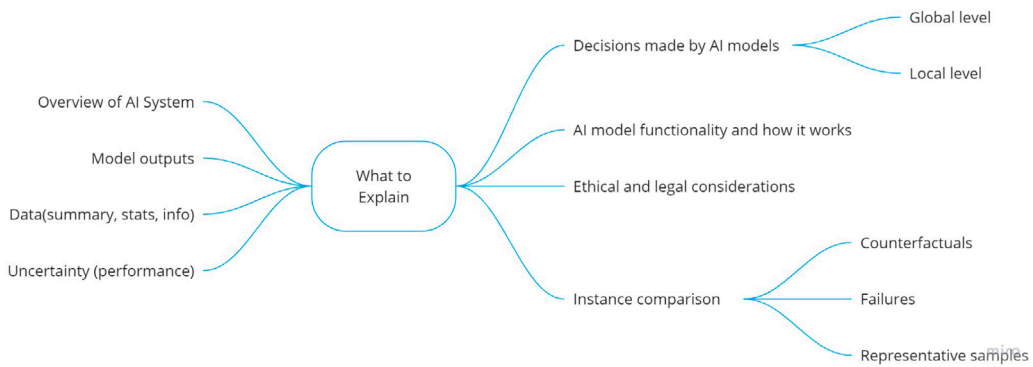 Overview of AI System
Model outputs
Data(summary, stats, info)
Uncertainty (performance)
What to
Explain
Decisions made by AI models
Global level
Local level
AI model functionality and how it works
Ethical and legal considerations
Instance comparison
Counterfactuals
Failures
Representative samples
miro